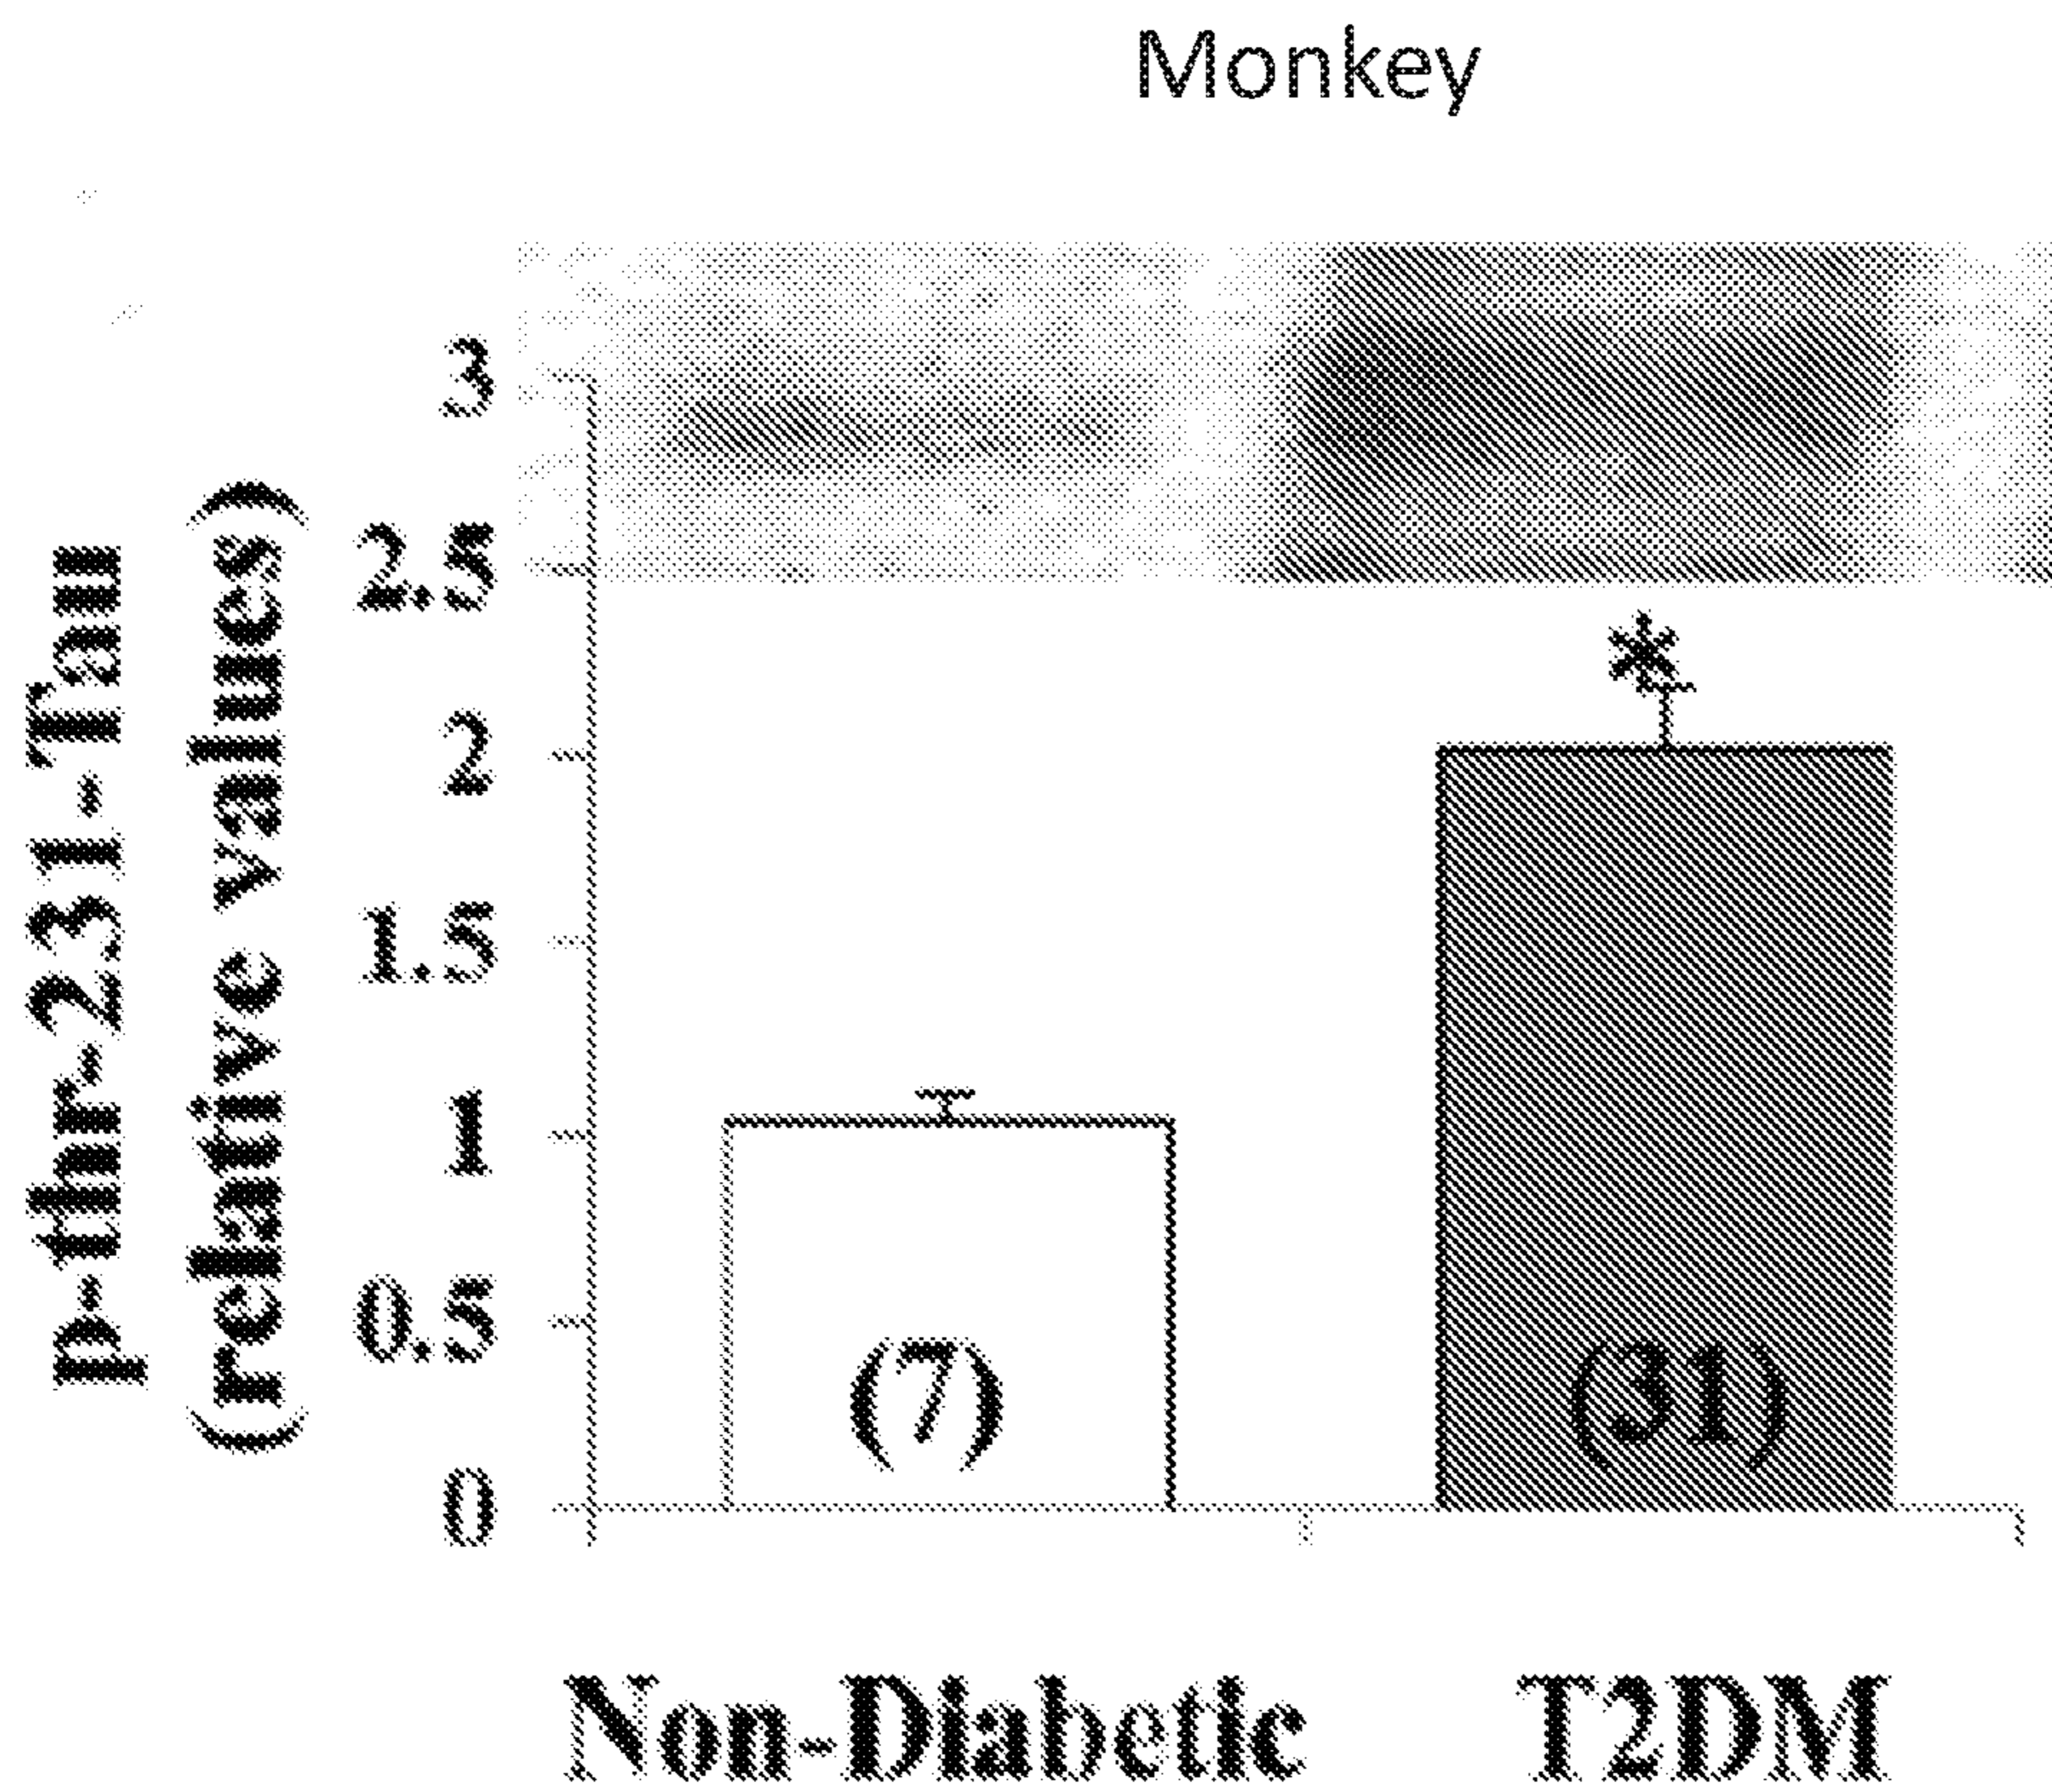 Monkey
p-thr-231-Tau
(relative values)
3
2.5
2
1.5
1
0.5
0
*
(7)
(31)
Non-Diabetic
T2DM